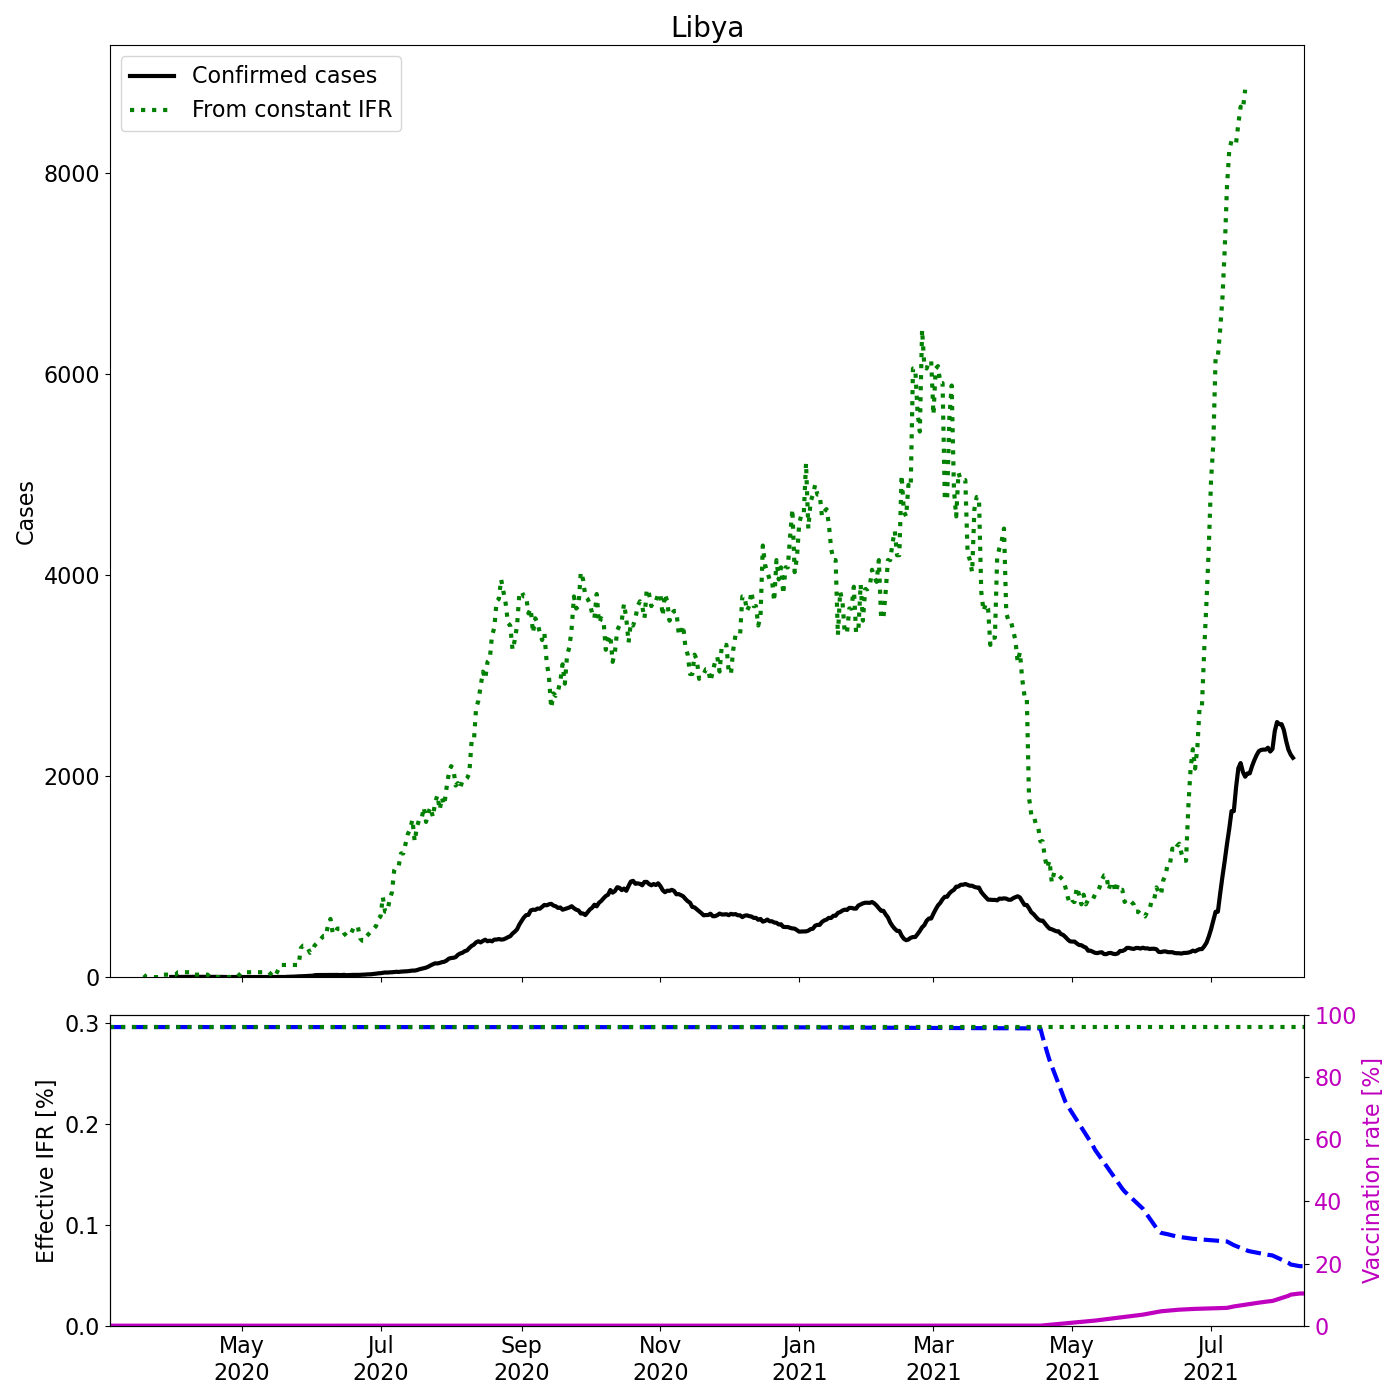 Libya
Confirmed cases
From constant IFR
8000
6000
4000
2000
0
Cases
0.3
0.2
0.1
0.0
Effective IFR [%]
100
80
60
40
20
0
Vaccination rate [%]
May Jul Sep Nov Jan Mar May Jul
2020 2020 2020 2020 2021 2021 2021 2021